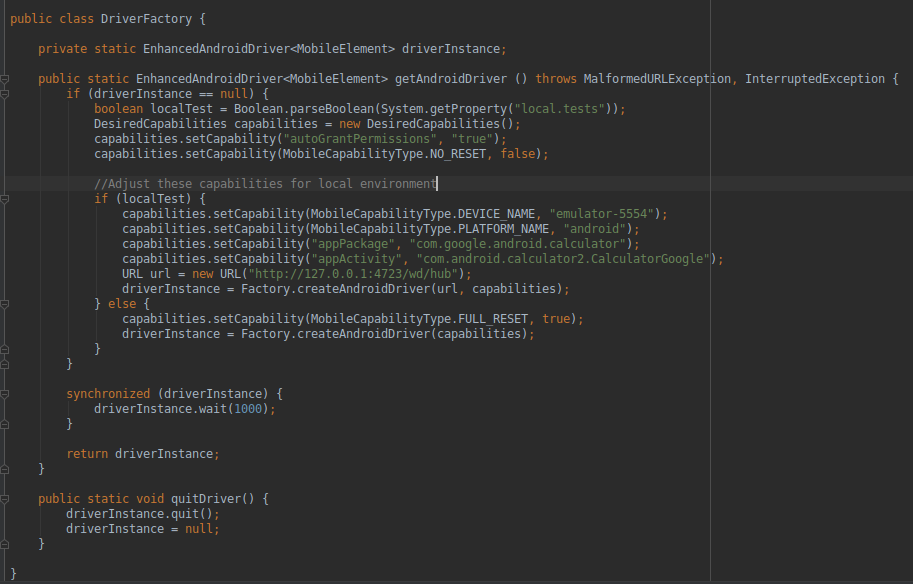 public class DriverFactory {
private static EnhancedAndroidDriver<MobileElement> driverInstance;
public static EnhancedAndroidDriver<MobileElement> getAndroidDriver () throws MalformedURLException, InterruptedException {
if (driverInstance == null) {
boolean localTest = Boolean.parseBoolean(System.getProperty("local.tests"));
DesiredCapabilities capabilities = new DesiredCapabilities();
capabilities.setCapability("autoGrantPermissions", "true");
capabilities.setCapability(MobileCapabilityType.NO_RESET, false);
//Adjust these capabilities for local environment
if (localTest) {
capabilities.setCapability(MobileCapabilityType.DEVICE_NAME, "emulator-5554");
capabilities.setCapability(MobileCapabilityType.PLATFORM_NAME, "android");
capabilities.setCapability("appPackage", "com.google.android.calculator");
capabilities.setCapability("appActivity", "com.android.calculator2.CalculatorGoogle");
URL url = new URL("http://127.0.0.1:4723/wd/hub");
driverInstance = Factory.createAndroidDriver(url, capabilities);
} else {
capabilities.setCapability(MobileCapabilityType.FULL_RESET, true);
driverInstance = Factory.createAndroidDriver(capabilities);
}
}
synchronized (driverInstance) {
driverInstance.wait(1000);
}
return driverInstance;
}
public static void quitDriver() {
driverInstance.quit();
driverInstance = null;
}
}